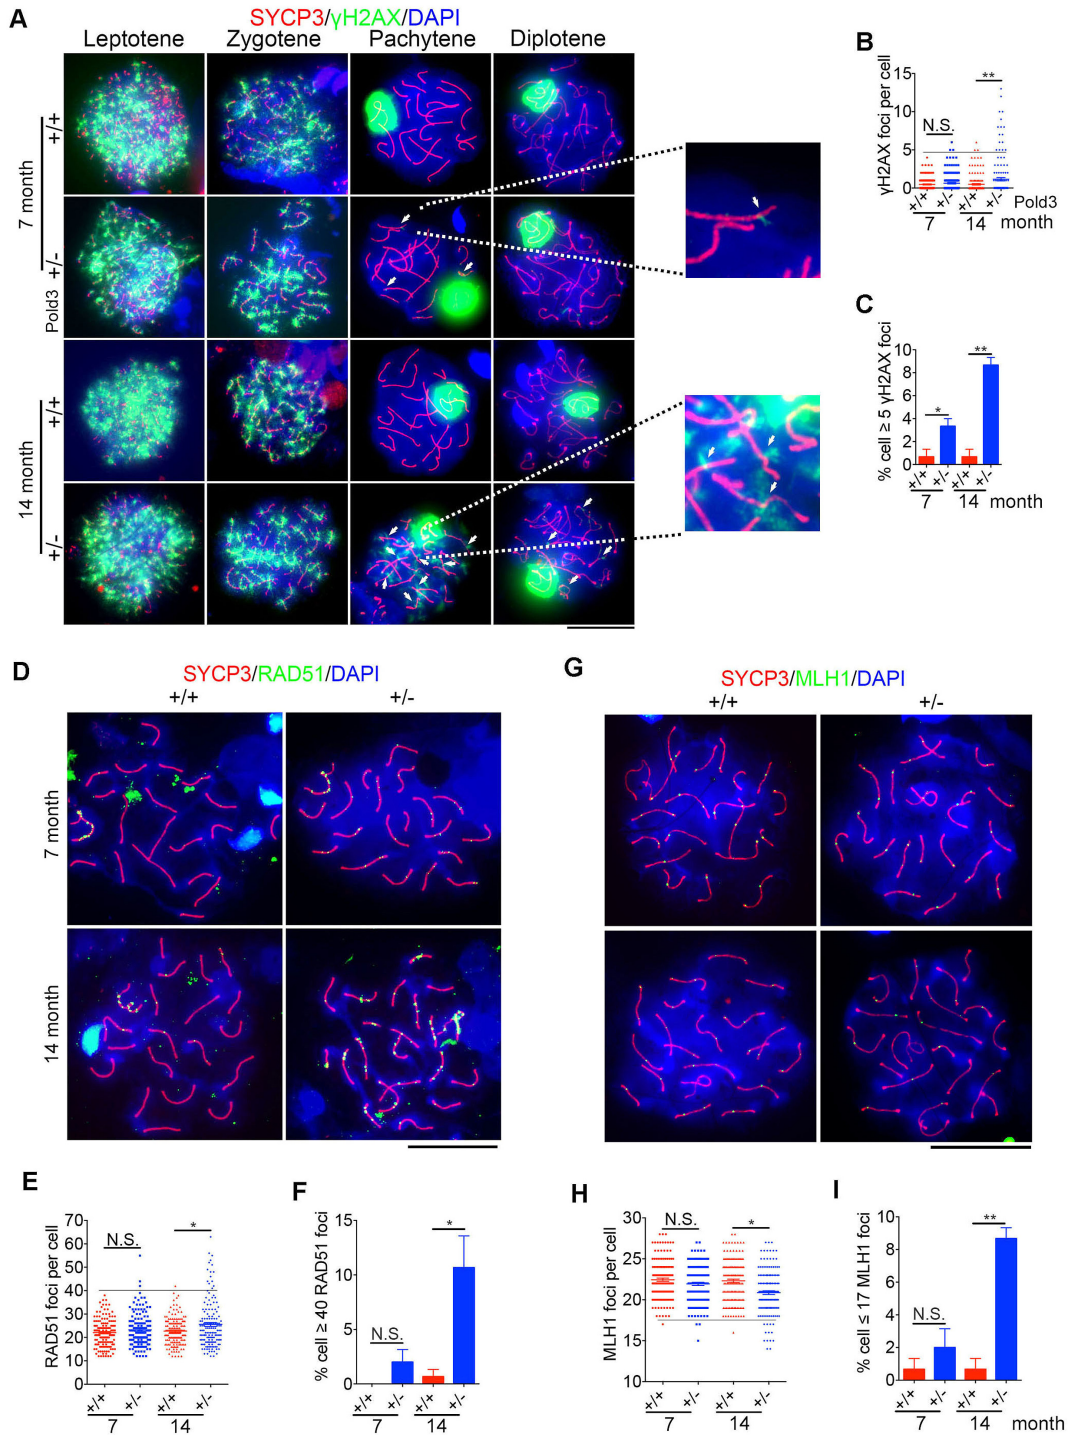 A
SYCP3/γH2AX/DAPI
Leptotene Zygotene Pachytene Diplotene
7 month
+/+
+/-
Pold3
14 month
+/+
+/-
B
γH2AX foci per cell
15
10
5
0
N.S.
**
+/+ +/- +/+ +/- Pold3
7 14 month
C
% cell ≥ 5 γH2AX foci
10
8
6
4
2
0
*
**
+/+ +/- +/+ +/-
7 14 month
D
SYCP3/RAD51/DAPI
+/+ +/-
7 month
14 month
G
SYCP3/MLH1/DAPI
+/+ +/-
E
RAD51 foci per cell
70
60
50
40
30
20
10
0
N.S.
*
+/+ +/- +/+ +/-
7 14
F
% cell ≥ 40 RAD51 foci
15
10
5
0
N.S.
*
+/+ +/- +/+ +/-
7 14
H
MLH1 foci per cell
30
25
20
15
10
N.S.
*
+/+ +/- +/+ +/-
7 14
I
% cell ≤ 17 MLH1 foci
10
8
6
4
2
0
N.S.
**
+/+ +/- +/+ +/-
7 14 month